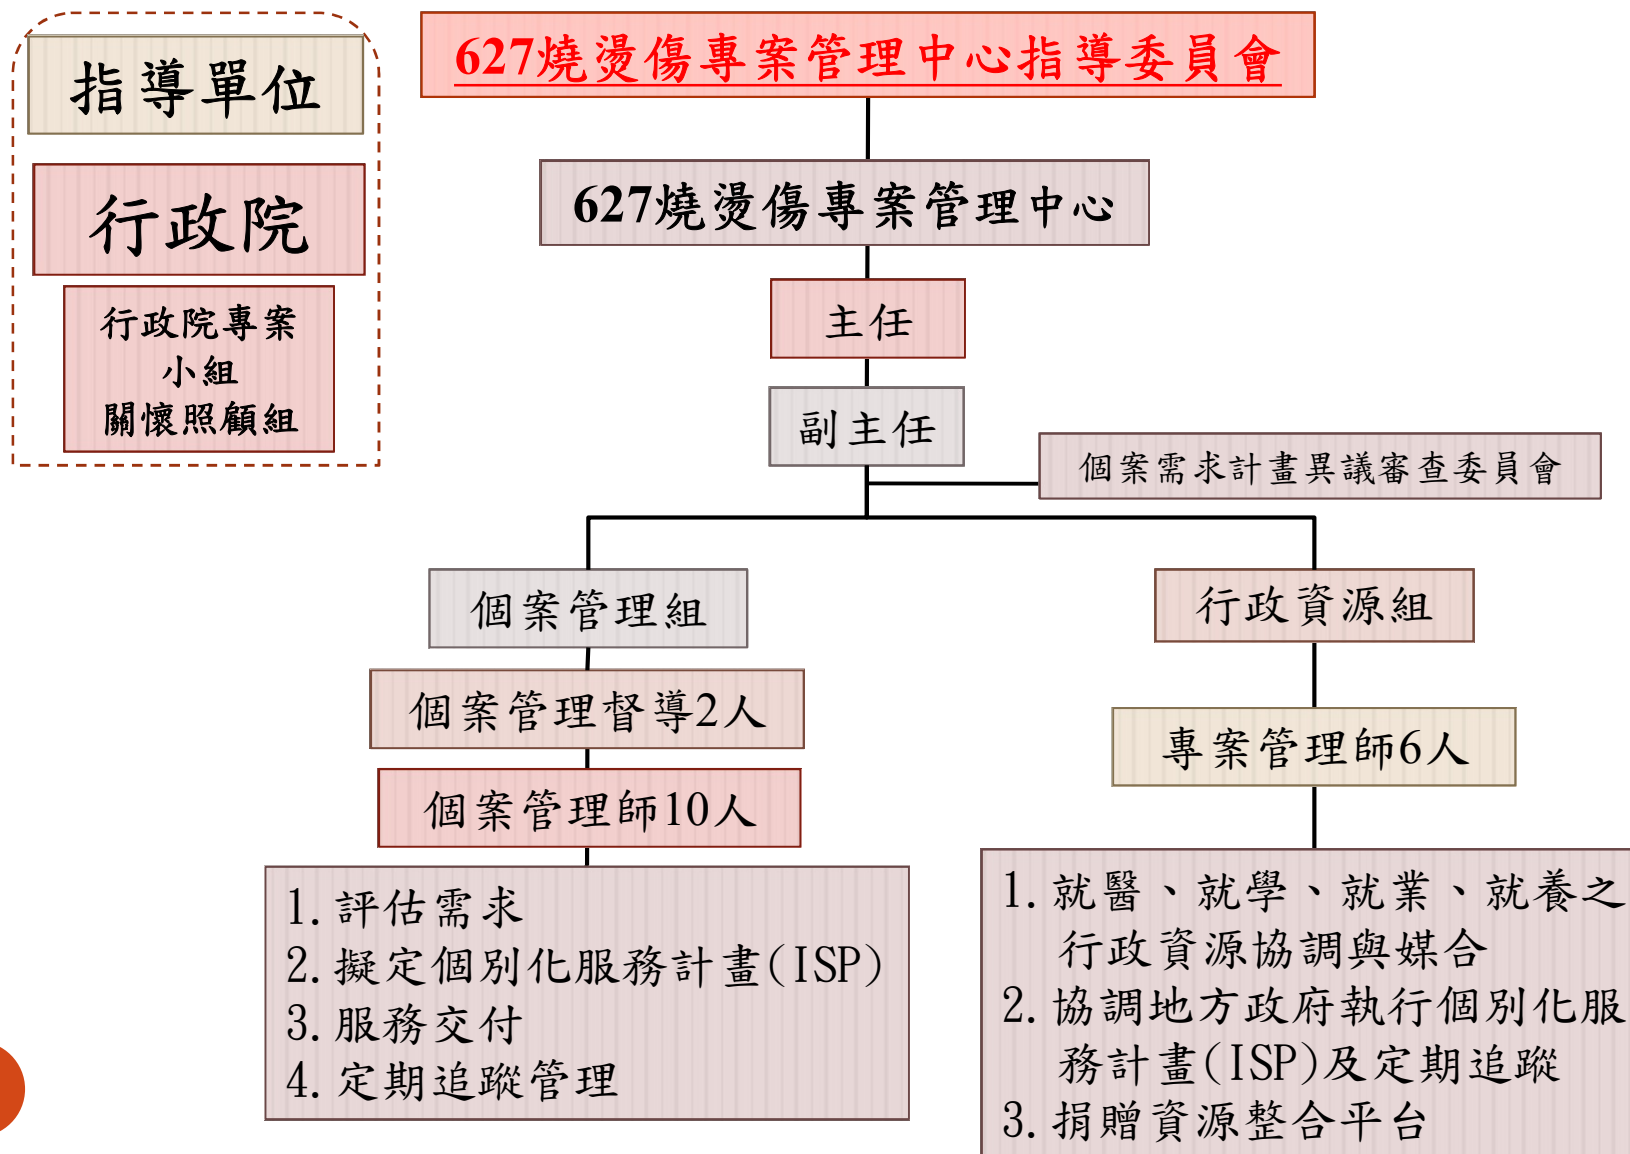 指導單位
行政院
行政院專案
小組
關懷照顧組
627燒燙傷專案管理中心指導委員會
627燒燙傷專案管理中心
主任
副主任
個案需求計畫異議審查委員會
個案管理組
個案管理督導2人
個案管理師10人
1. 評估需求
2. 擬定個別化服務計畫(ISP)
3. 服務交付
4. 定期追蹤管理
行政資源組
專案管理師6人
1. 就醫、就學、就業、就養之
行政資源協調與媒合
2. 協調地方政府執行個別化服
務計畫(ISP)及定期追蹤
3. 捐贈資源整合平台